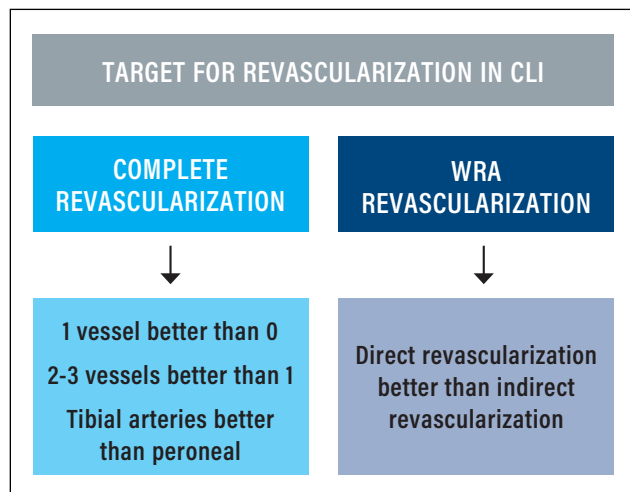 TARGET FOR REVASCULARIZATION IN CLI
COMPLETE
REVASCULARIZATION
WRA
REVASCULARIZATION
1 vessel better than 0
2-3 vessels better than 1
Tibial arteries better
than peroneal
Direct revascularization
better than indirect
revascularization